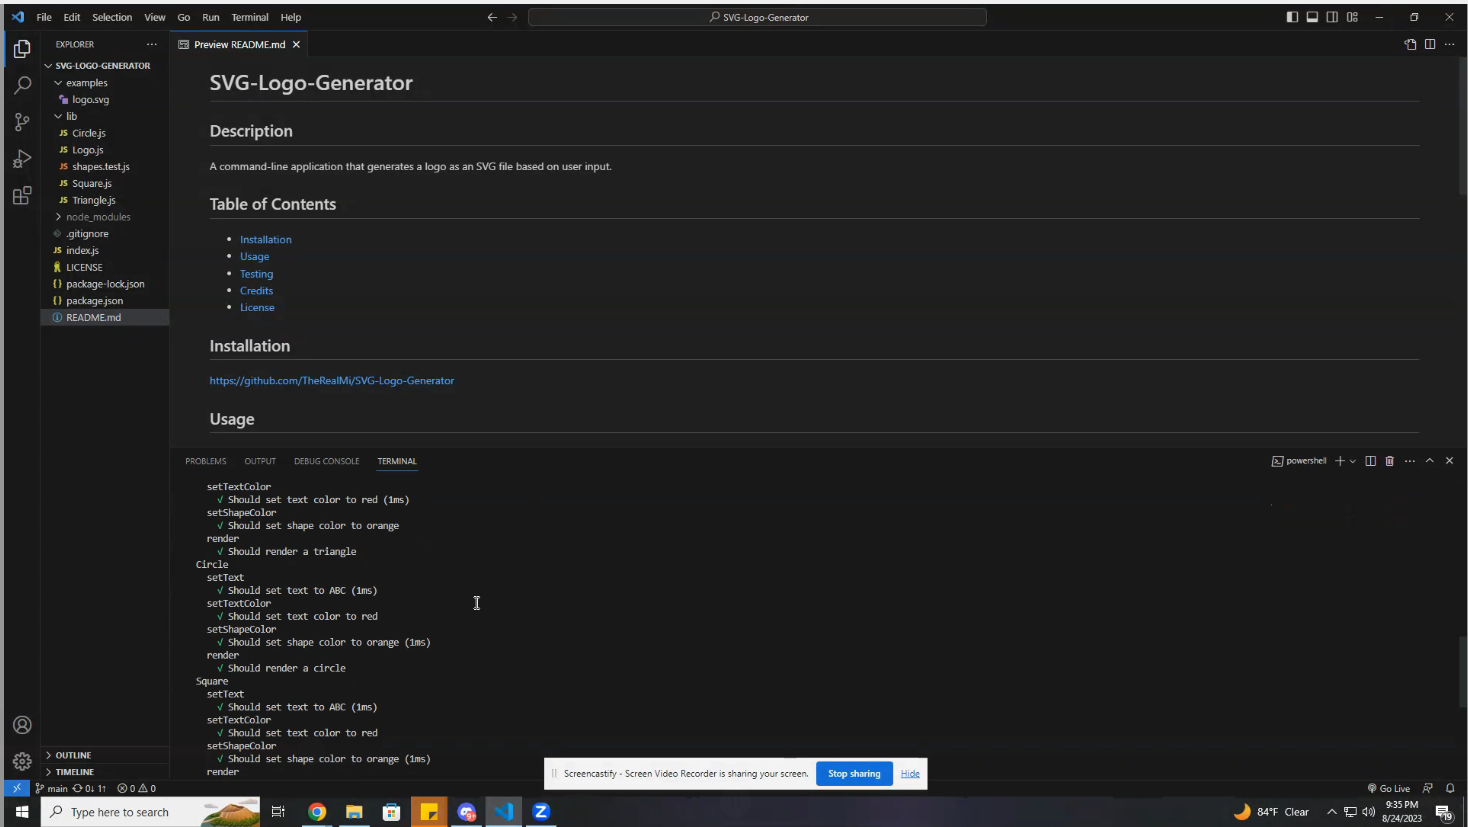 File Edit Selection View Go Run Terminal Help
SVG-Logo-Generator
EXPLORER
Preview README.md
SVG-LOGO-GENERATOR
examples
logo.svg
lib
JS Circle.js
JS Logo.js
JS shapes.test.js
JS Square.js
JS Triangle.js
node_modules
.gitignore
JS index.js
LICENSE
{} package-lock.json
{} package.json
README.md
OUTLINE
TIMELINE
SVG-Logo-Generator
Description
A command-line application that generates a logo as an SVG file based on user input.
Table of Contents
Installation
Usage
Testing
Credits
License
Installation
https://github.com/TheRealMi/SVG-Logo-Generator
Usage
PROBLEMS OUTPUT DEBUG CONSOLE TERMINAL
powershell
setTextColor
√ Should set text color to red (1ms)
setShapeColor
√ Should set shape color to orange
render
√ Should render a triangle
Circle
setText
√ Should set text to ABC (1ms)
setTextColor
√ Should set text color to red
setShapeColor
√ Should set shape color to orange (1ms)
render
√ Should render a circle
Square
setText
√ Should set text to ABC (1ms)
setTextColor
√ Should set text color to red
setShapeColor
√ Should set shape color to orange (1ms)
render
Screencastify - Screen Video Recorder is sharing your screen. Stop sharing Hide
main 0↓ 1↑ 0 0
Go Live
Type here to search
84°F Clear
9:35 PM
8/24/2023
19